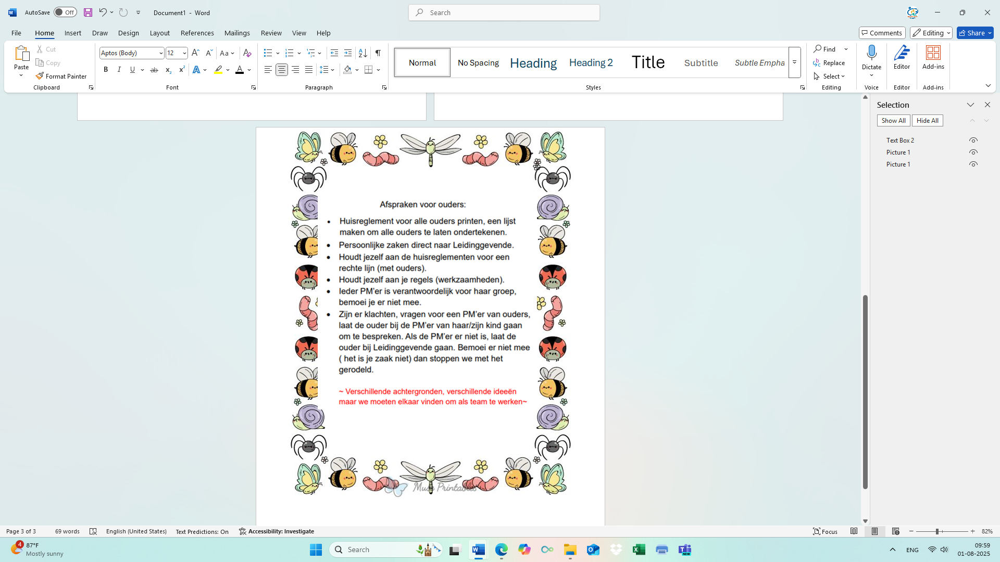 AutoSave Off Document1 - Word Search
File Home Insert Draw Design Layout References Mailings Review View Help Comments Editing Share
Paste Cut Copy Format Painter Clipboard
Aptos (Body) 12 Font
Paragraph
Normal No Spacing Heading Heading 2 Title Subtitle Subtle Empha Styles
Find Replace Select Editing
Dictate Voice
Editor Editor
Add-ins Add-ins
Selection
Show All Hide All
Text Box 2
Picture 1
Picture 1
Afspraken voor ouders:
• Huisreglement voor alle ouders printen, een lijst
maken om alle ouders te laten ondertekenen.
• Persoonlijke zaken direct naar Leidinggevende.
• Houdt jezelf aan de huisreglementen voor een
rechte lijn (met ouders).
• Houdt jezelf aan je regels (werkzaamheden).
• Ieder PM'er is verantwoordelijk voor haar groep,
bemoei je er niet mee.
• Zijn er klachten, vragen voor een PM'er van ouders,
laat de ouder bij de PM'er van haar/zijn kind gaan
om te bespreken. Als de PM'er er niet is, laat de
ouder bij Leidinggevende gaan. Bemoei er niet mee
( het is je zaak niet) dan stoppen we met het
gerodeld.
~ Verschillende achtergronden, verschillende ideeën
maar we moeten elkaar vinden om als team te werken~
Muse Printables
Page 3 of 3 69 words English (United States) Text Predictions: On Accessibility: Investigate Focus 82%
4 87°F
Mostly sunny
Search
ENG
09:59
01-08-2025